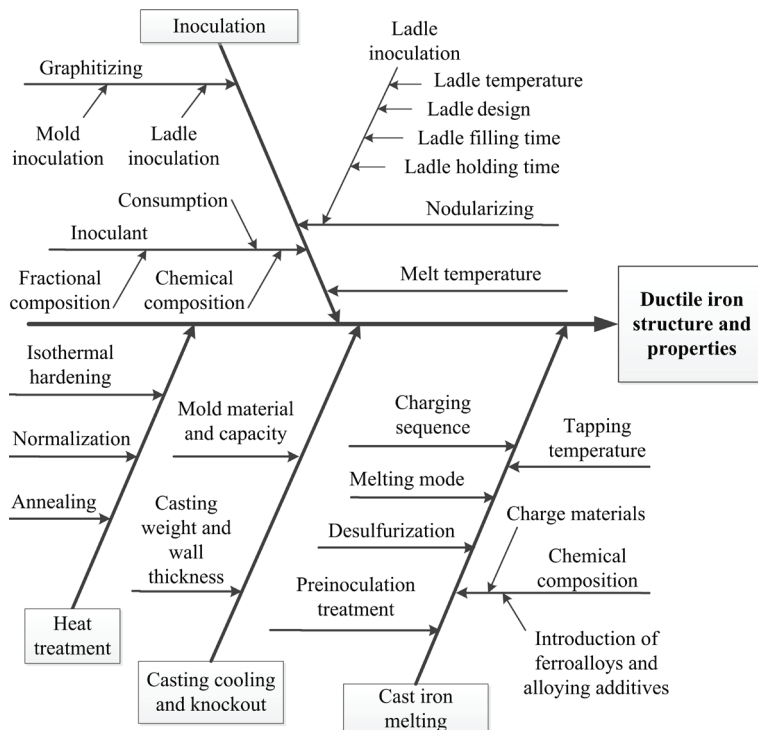 Inoculation
Graphitizing
Mold
inoculation
Ladle
inoculation
Ladle
inoculation
Ladle temperature
Ladle design
Ladle filling time
Ladle holding time
Nodularizing
Consumption
Inoculant
Fractional
composition
Chemical
composition
Melt temperature
Ductile iron
structure and
properties
Isothermal
hardening
Normalization
Annealing
Heat
treatment
Mold material
and capacity
Casting
weight and
wall
thickness
Casting cooling
and knockout
Charging
sequence
Melting mode
Desulfurization
Preinoculation
treatment
Tapping
temperature
Charge materials
Chemical
composition
Introduction of
ferroalloys and
alloying additives
Cast iron
melting